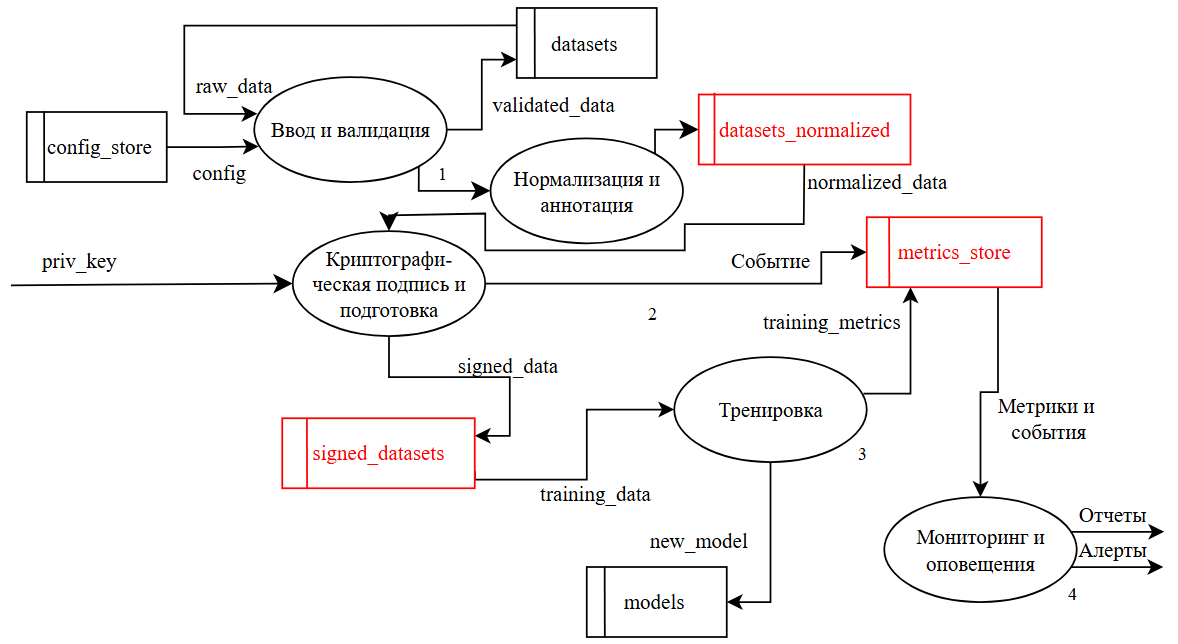 datasets
raw_data
validated_data
config_store
Ввод и валидация
datasets_normalized
config
1
Нормализация и
аннотация
normalized_data
priv_key
Криптографи-
ческая подпись и
подготовка
Событие
metrics_store
2
training_metrics
signed_data
Тренировка
Метрики и
события
signed_datasets
3
training_data
Отчеты
new_model
Мониторинг и
оповещения
Алерты
models
4